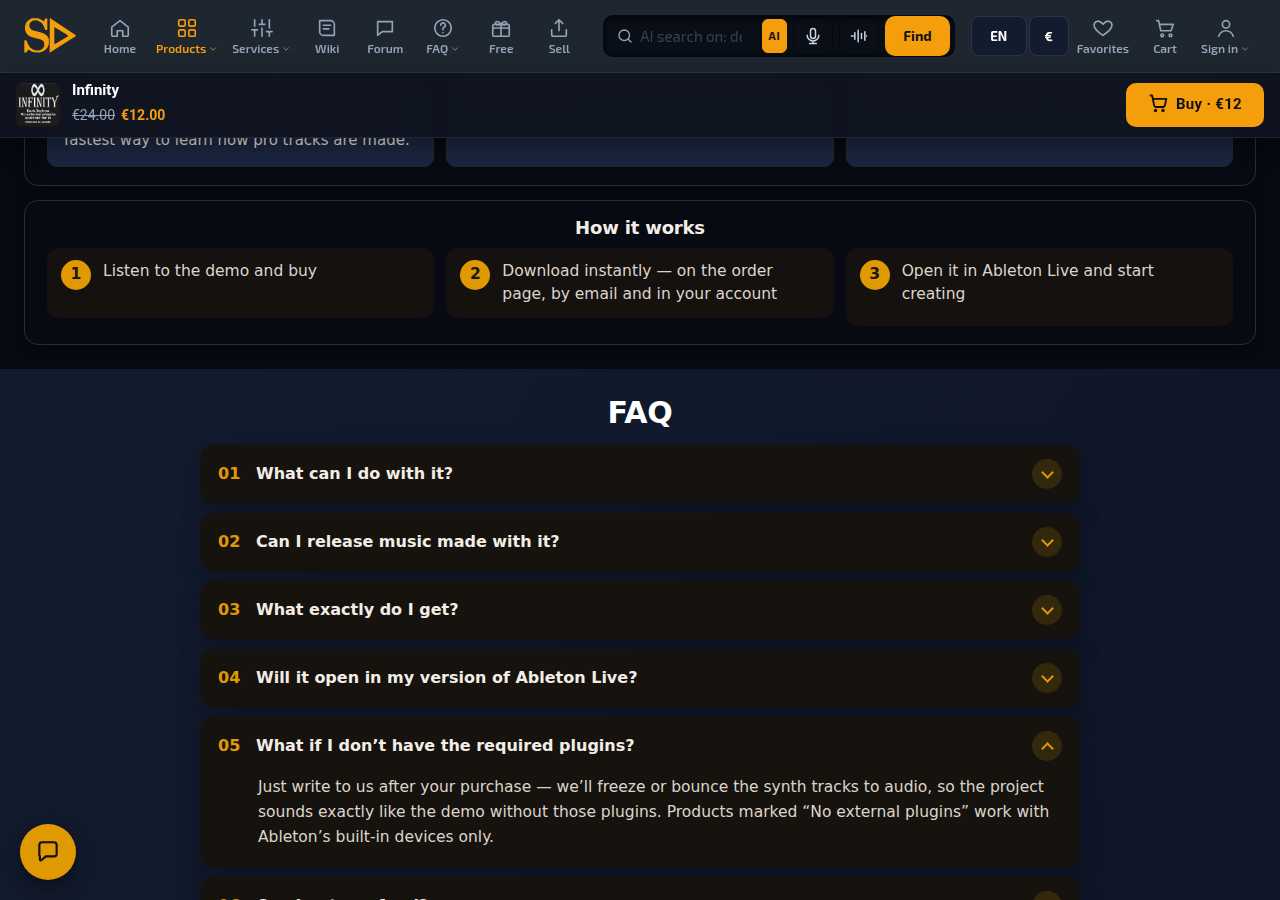 SD
Home
Products
Services
Wiki
Forum
FAQ
Free
Sell
AI search on: d
AI
Find
EN
€
Favorites
Cart
Sign in
INFINITY
Infinity
€24.00 €12.00
Buy · €12
fastest way to learn how pro tracks are made.
How it works
1 Listen to the demo and buy
2 Download instantly — on the order
page, by email and in your account
3 Open it in Ableton Live and start
creating
FAQ
01 What can I do with it?
02 Can I release music made with it?
03 What exactly do I get?
04 Will it open in my version of Ableton Live?
05 What if I don’t have the required plugins?
Just write to us after your purchase — we’ll freeze or bounce the synth tracks to audio, so the project
sounds exactly like the demo without those plugins. Products marked “No external plugins” work with
Ableton’s built-in devices only.